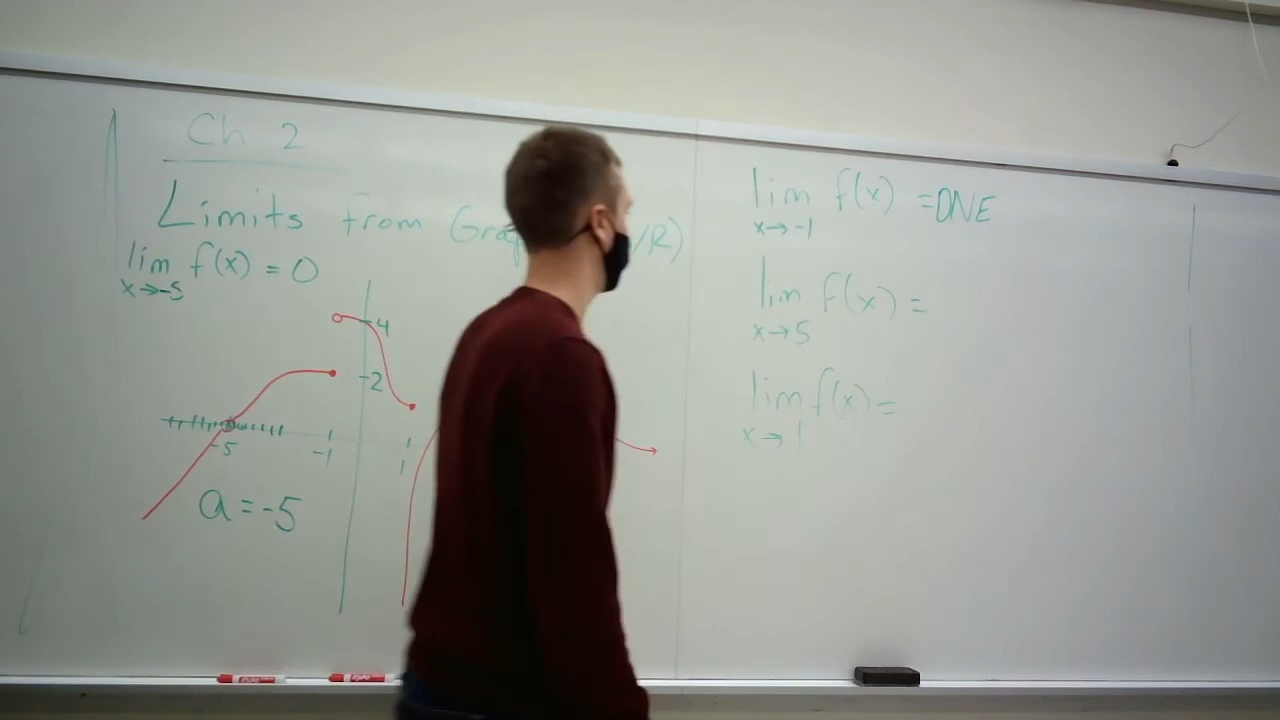 Ch 2
Limits from Grap /R)
lim f(x) = 0
x→-5
4
2
-5
-1
1
a = -5
lim f(x) = DNE
x→-1
lim f(x) =
x→5
lim f(x) =
x→1